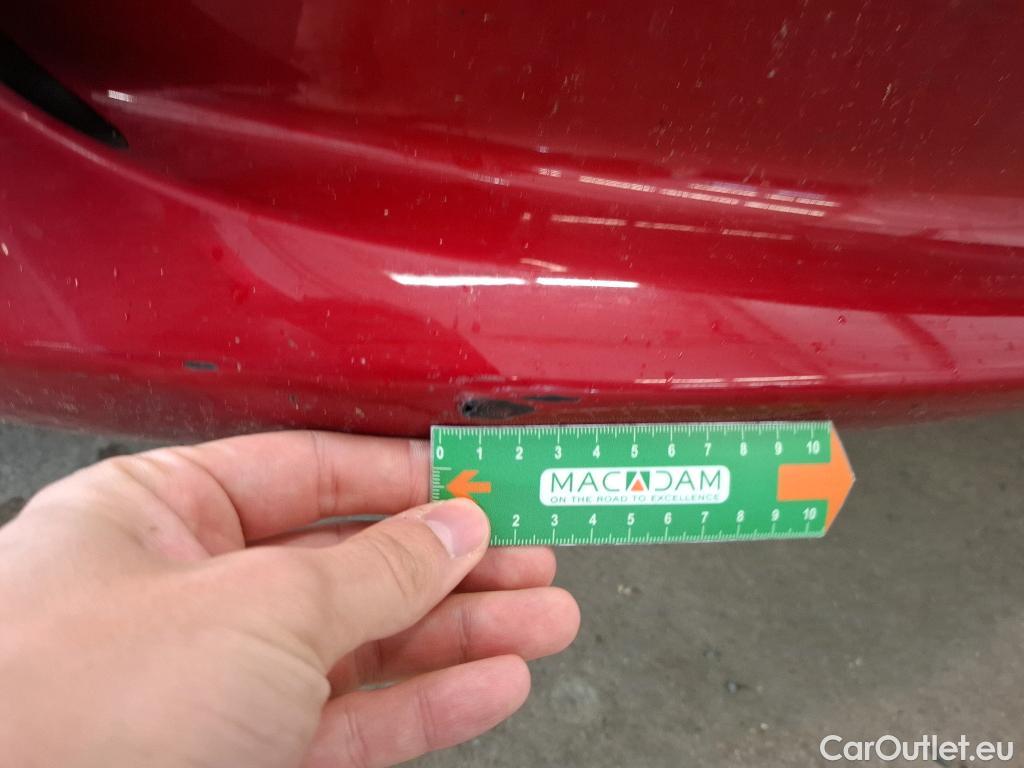 0 1 2 3 4 5 6 7 8 9 10
MACADAM
ON THE ROAD TO EXCELLENCE
2 3 4 5 6 7 8 9 10
CarOutlet.eu